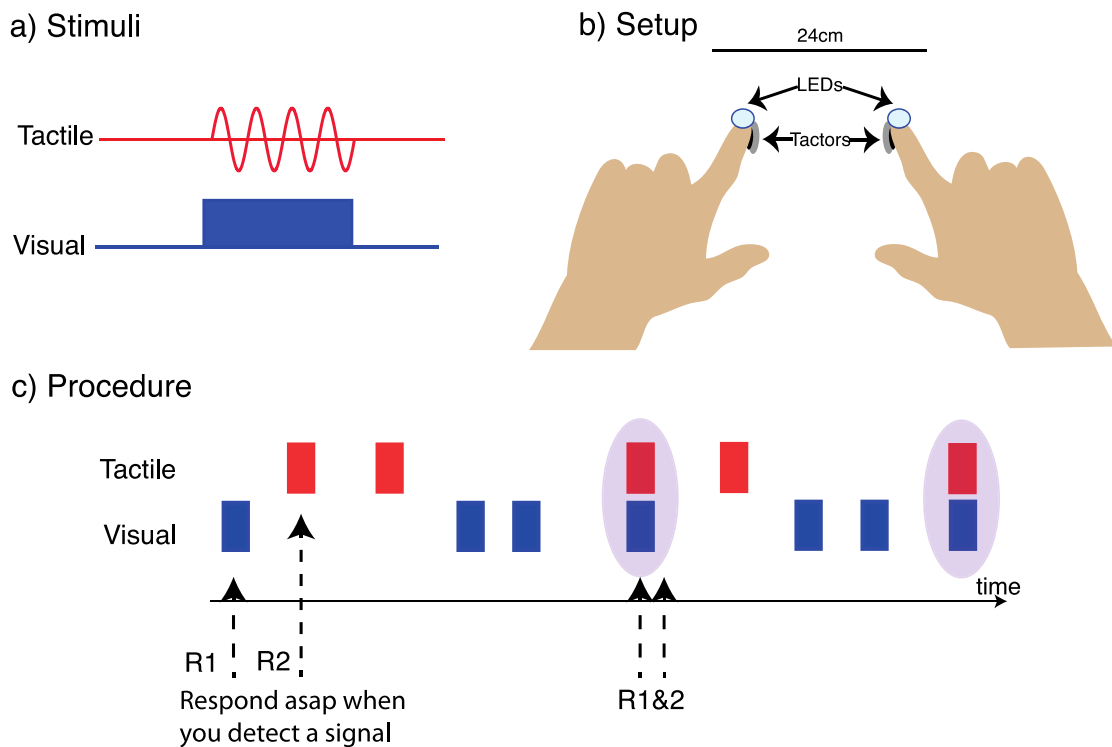 a) Stimuli
Tactile
Visual
b) Setup
24cm
LEDs
Tactors
c) Procedure
Tactile
Visual
time
R1
R2
R1&2
Respond asap when
you detect a signal